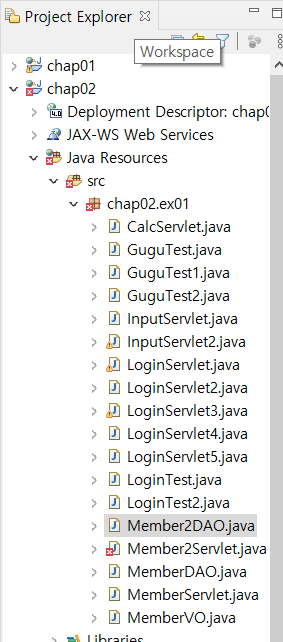 Project Explorer
Workspace
chap01
chap02
Deployment Descriptor: chap0
JAX-WS Web Services
Java Resources
src
chap02.ex01
CalcServlet.java
GuguTest.java
GuguTest1.java
GuguTest2.java
InputServlet.java
InputServlet2.java
LoginServlet.java
LoginServlet2.java
LoginServlet3.java
LoginServlet4.java
LoginServlet5.java
LoginTest.java
LoginTest2.java
Member2DAO.java
Member2Servlet.java
MemberDAO.java
MemberServlet.java
MemberVO.java
Libraries